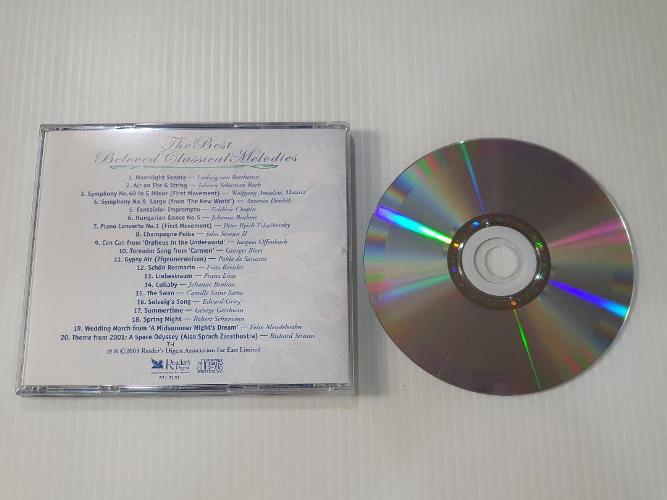 The Best
Beloved Classical Melodies
1. Moonlight Sonata — Ludwig van Beethoven
2. Air on The G String — Johann Sebastian Bach
3. Symphony No.40 in G Minor (First Movement) — Wolfgang Amadeus Mozart
4. Symphony No.9, Largo (from 'The New World') — Antonin Dvořák
5. Fantaisie- Impromptu — Frédéric Chopin
6. Hungarian Dance No.5 — Johannes Brahms
7. Piano Concerto No.1 (First Movement) — Peter Ilyich Tchaikovsky
8. Champagne Polka — John Strauss II
9. Can Can from 'Orpheus in the Underworld' — Jacques Offenbach
10. Toreador Song from 'Carmen' — Georges Bizet
11. Gypsy Air (Zigeunerweisen) — Pablo de Sarasate
12. Schön Rosmarin — Fritz Kreisler
13. Liebestraum — Franz Liszt
14. Lullaby — Johannes Brahms
15. The Swan — Camille Saint-Saëns
16. Solveig's Song — Edvard Grieg
17. Summertime — George Gershwin
18. Spring Night — Robert Schumann
19. Wedding March from 'A Midsummer Night's Dream' — Felix Mendelssohn
20. Theme from 2001: A Space Odyssey (Also Sprach Zarathustra) — Richard Strauss
TH
℗ & © 2003 Reader's Digest Association Far East Limited
Reader's Digest